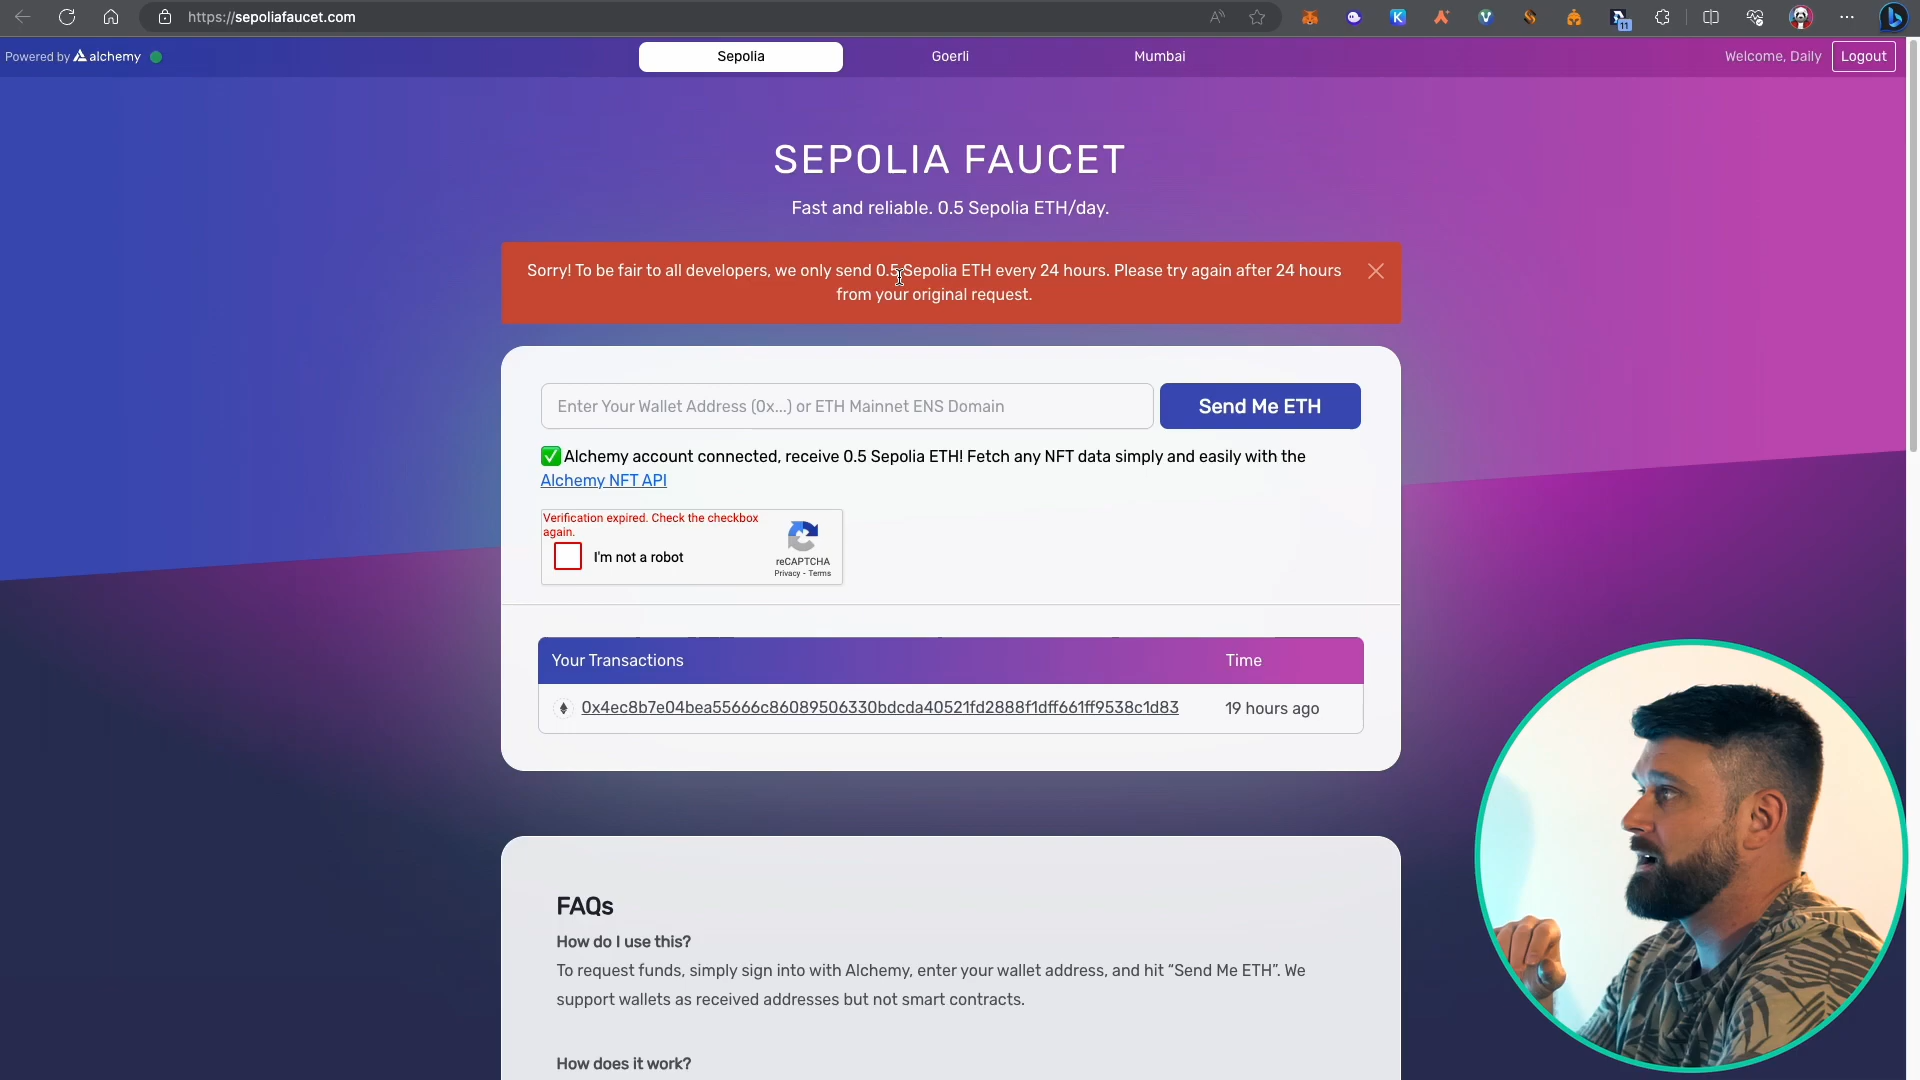 https://sepoliafaucet.com
11
Powered by alchemy
Sepolia
Goerli
Mumbai
Welcome, Daily
Logout
SEPOLIA FAUCET
Fast and reliable. 0.5 Sepolia ETH/day.
Sorry! To be fair to all developers, we only send 0.5 Sepolia ETH every 24 hours. Please try again after 24 hours
from your original request.
Enter Your Wallet Address (0x...) or ETH Mainnet ENS Domain
Send Me ETH
Alchemy account connected, receive 0.5 Sepolia ETH! Fetch any NFT data simply and easily with the
Alchemy NFT API
Verification expired. Check the checkbox
again.
I'm not a robot
reCAPTCHA
Privacy - Terms
Your Transactions
Time
0x4ec8b7e04bea55666c86089506330bdcda40521fd2888f1dff661ff9538c1d83
19 hours ago
FAQs
How do I use this?
To request funds, simply sign into with Alchemy, enter your wallet address, and hit “Send Me ETH”. We
support wallets as received addresses but not smart contracts.
How does it work?